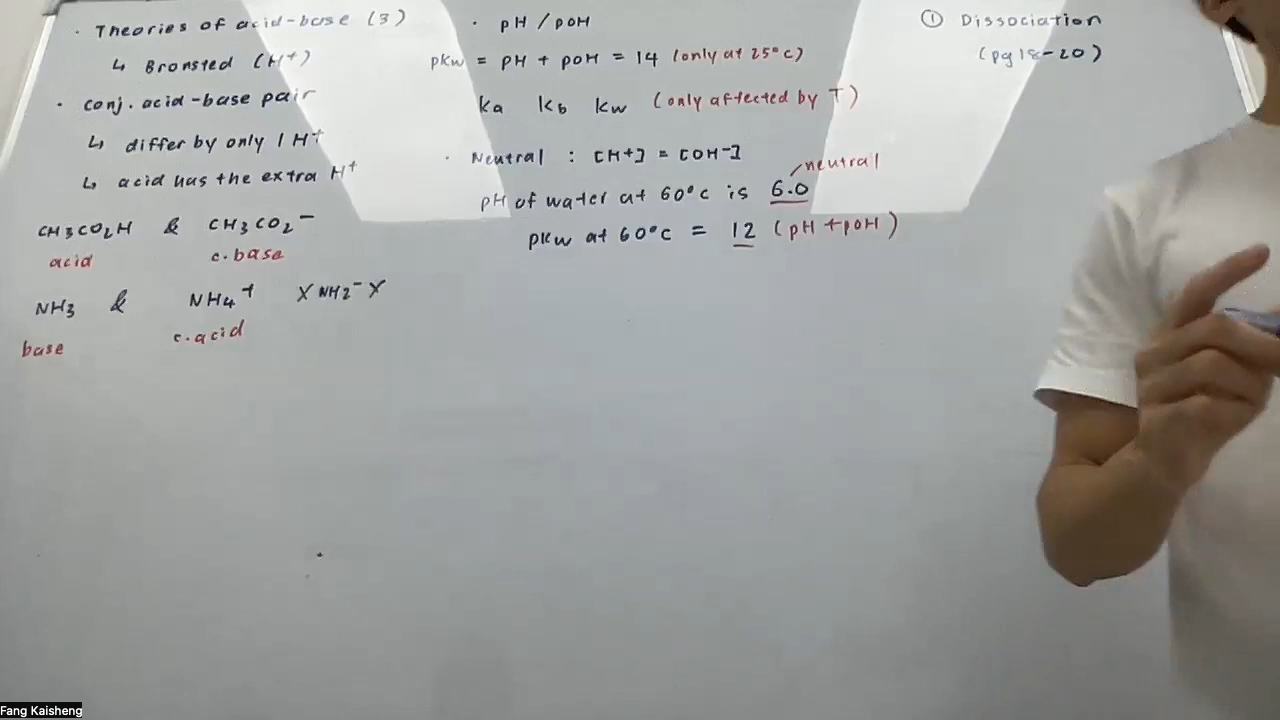 · Theories of acid-base (3)
↳ Bronsted (H⁺)
· conj. acid-base pair
↳ differ by only 1 H⁺
↳ acid has the extra H⁺
CH₃CO₂H & CH₃CO₂⁻
acid c. base
NH₃ & NH₄⁺ X NH₂⁻ X
base c. acid
· pH / pOH
pKw = pH + pOH = 14 (only at 25°C)
Ka Kb Kw (only affected by T)
· Neutral : [H⁺] = [OH⁻]
neutral
pH of water at 60°C is 6.0
pKw at 60°C = 12 (pH + pOH)
① Dissociation
(pg 18-20)
Fang Kaisheng